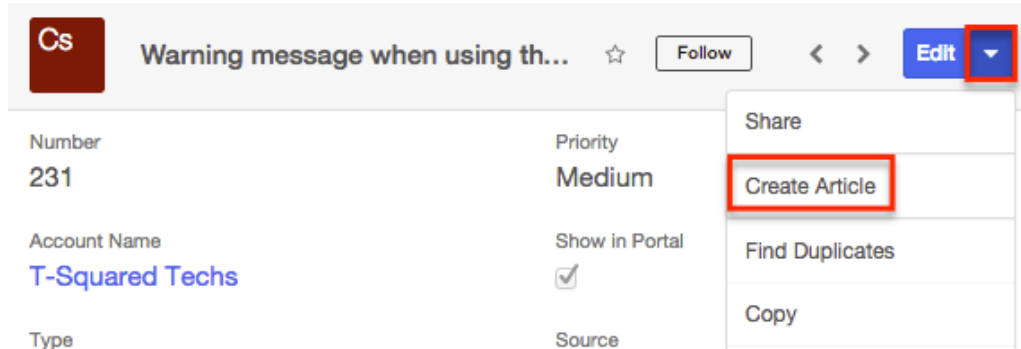 Cs
Warning message when using th... Follow Edit
Share
Number Priority
231 Medium
Create Article
Account Name Show in Portal
T-Squared Techs
Find Duplicates
Copy
Type Source